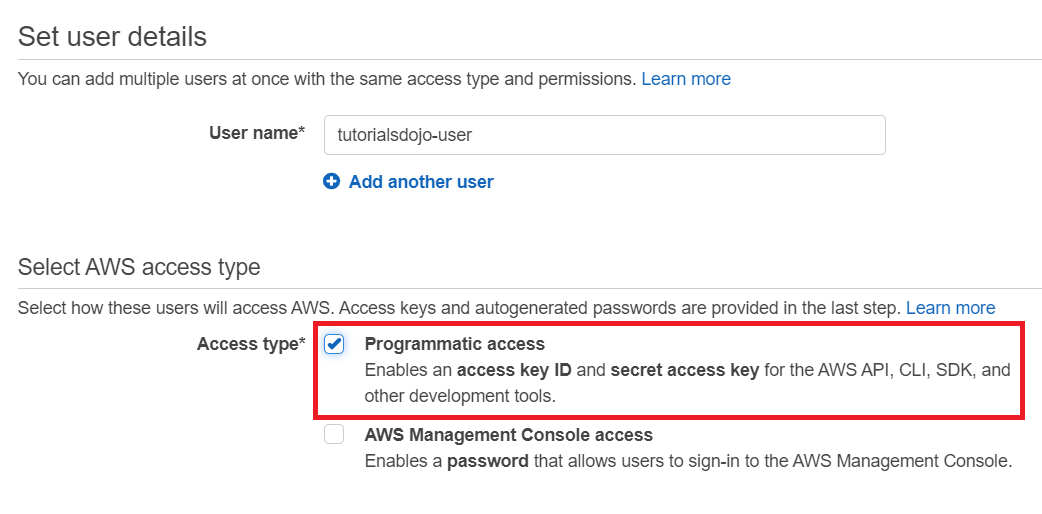 Set user details
You can add multiple users at once with the same access type and permissions. Learn more
User name* tutorialsdojo-user
Add another user
Select AWS access type
Select how these users will access AWS. Access keys and autogenerated passwords are provided in the last step. Learn more
Access type* Programmatic access
Enables an access key ID and secret access key for the AWS API, CLI, SDK, and
other development tools.
AWS Management Console access
Enables a password that allows users to sign-in to the AWS Management Console.